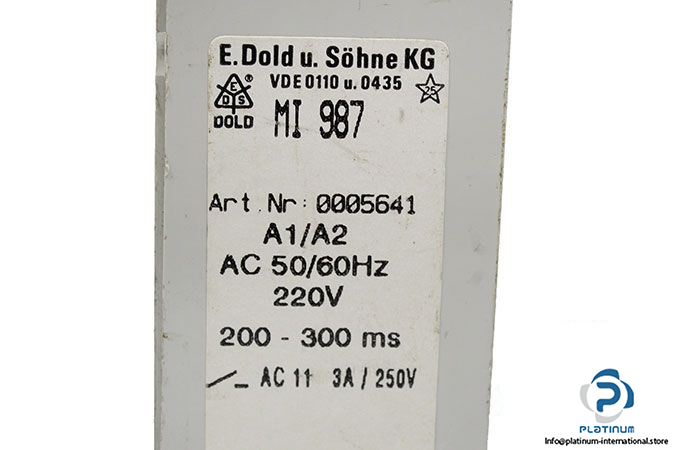 E.Dold u. Söhne KG
VDE 0110 u. 0435
E
D S
®
DOLD
25
MI 987
Art.Nr: 0005641
A1/A2
AC 50/60Hz
220V
200 - 300 ms
AC 11 3A / 250V
PLATINUM
Info@platinum-international.store